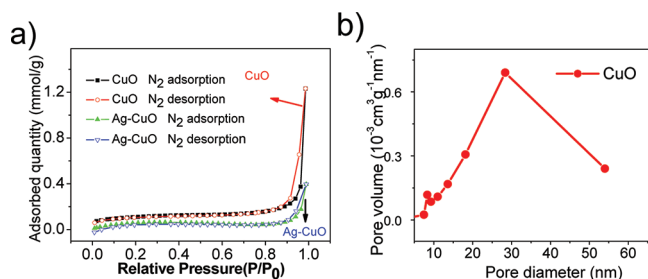 a)
Adsorbed quantity (mmol/g)
1.2
0.8
0.4
0.0
CuO N2 adsorption
CuO N2 desorption
Ag-CuO N2 adsorption
Ag-CuO N2 desorption
CuO
Ag-CuO
0.0 0.2 0.4 0.6 0.8 1.0
Relative Pressure(P/P0)
b)
Pore volume (10-3cm3g-1nm-1)
0.6
0.3
0.0
CuO
10 20 30 40 50 60
Pore diameter (nm)